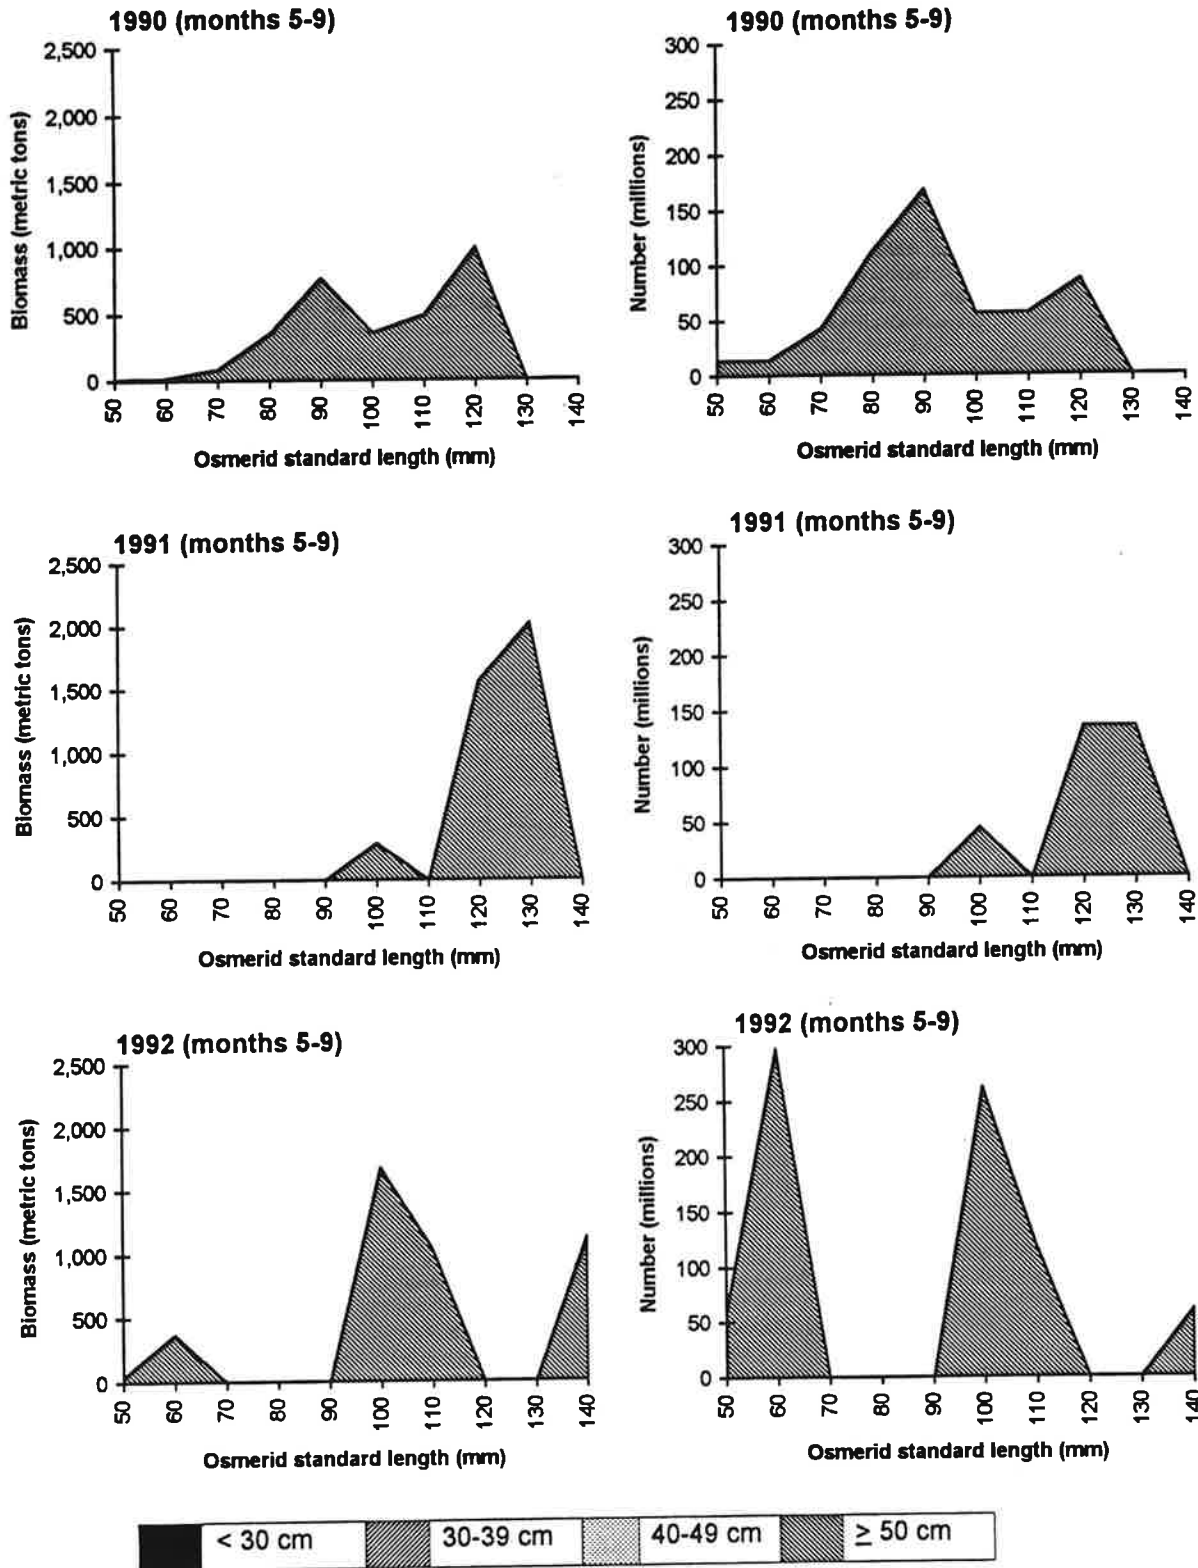 1990 (months 5-9)
Biomass (metric tons)
2,500
2,000
1,500
1,000
500
0
50 60 70 80 90 100 110 120 130 140
Osmerid standard length (mm)
1990 (months 5-9)
Number (millions)
300
250
200
150
100
50
0
50 60 70 80 90 100 110 120 130 140
Osmerid standard length (mm)
1991 (months 5-9)
Biomass (metric tons)
2,500
2,000
1,500
1,000
500
0
50 60 70 80 90 100 110 120 130 140
Osmerid standard length (mm)
1991 (months 5-9)
Number (millions)
300
250
200
150
100
50
0
50 60 70 80 90 100 110 120 130 140
Osmerid standard length (mm)
1992 (months 5-9)
Biomass (metric tons)
2,500
2,000
1,500
1,000
500
0
50 60 70 80 90 100 110 120 130 140
Osmerid standard length (mm)
1992 (months 5-9)
Number (millions)
300
250
200
150
100
50
0
50 60 70 80 90 100 110 120 130 140
Osmerid standard length (mm)
< 30 cm 30-39 cm 40-49 cm ≥ 50 cm